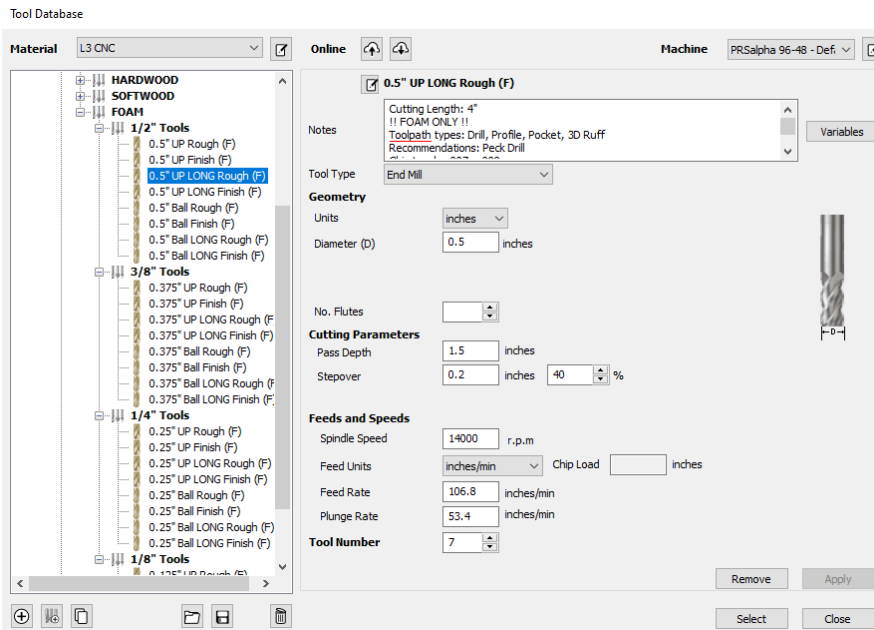 Tool Database
Material L3 CNC Online Machine PRSalpha 96-48 - Defa
HARDWOOD
SOFTWOOD
FOAM
1/2" Tools
0.5" UP Rough (F)
0.5" UP Finish (F)
0.5" UP LONG Rough (F)
0.5" UP LONG Finish (F)
0.5" Ball Rough (F)
0.5" Ball Finish (F)
0.5" Ball LONG Rough (F)
0.5" Ball LONG Finish (F)
3/8" Tools
0.375" UP Rough (F)
0.375" UP Finish (F)
0.375" UP LONG Rough (F
0.375" UP LONG Finish (F)
0.375" Ball Rough (F)
0.375" Ball Finish (F)
0.375" Ball LONG Rough (F
0.375" Ball LONG Finish (F)
1/4" Tools
0.25" UP Rough (F)
0.25" UP Finish (F)
0.25" UP LONG Rough (F)
0.25" UP LONG Finish (F)
0.25" Ball Rough (F)
0.25" Ball Finish (F)
0.25" Ball LONG Rough (F)
0.25" Ball LONG Finish (F)
1/8" Tools
0.125" UP Rough (F)
0.5" UP LONG Rough (F)
Notes
Cutting Length: 4"
!! FOAM ONLY !!
Toolpath types: Drill, Profile, Pocket, 3D Ruff
Recommendations: Peck Drill
Variables
Tool Type End Mill
Geometry
Units inches
Diameter (D) 0.5 inches
No. Flutes
D
Cutting Parameters
Pass Depth 1.5 inches
Stepover 0.2 inches 40 %
Feeds and Speeds
Spindle Speed 14000 r.p.m
Feed Units inches/min Chip Load inches
Feed Rate 106.8 inches/min
Plunge Rate 53.4 inches/min
Tool Number 7
Remove Apply
Select Close